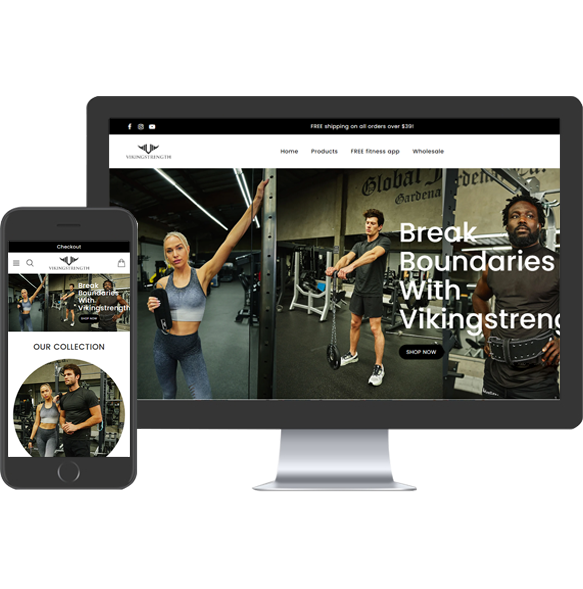 FREE shipping on all orders over $39!
VIKINGSTRENGTH
Home Products FREE fitness app Wholesale
Global
Gardena
Break
Boundaries
With
Vikingstreng
SHOP NOW
Checkout
VIKINGSTRENGTH
Break
Boundaries
With
Vikingstrength
SHOP NOW
OUR COLLECTION